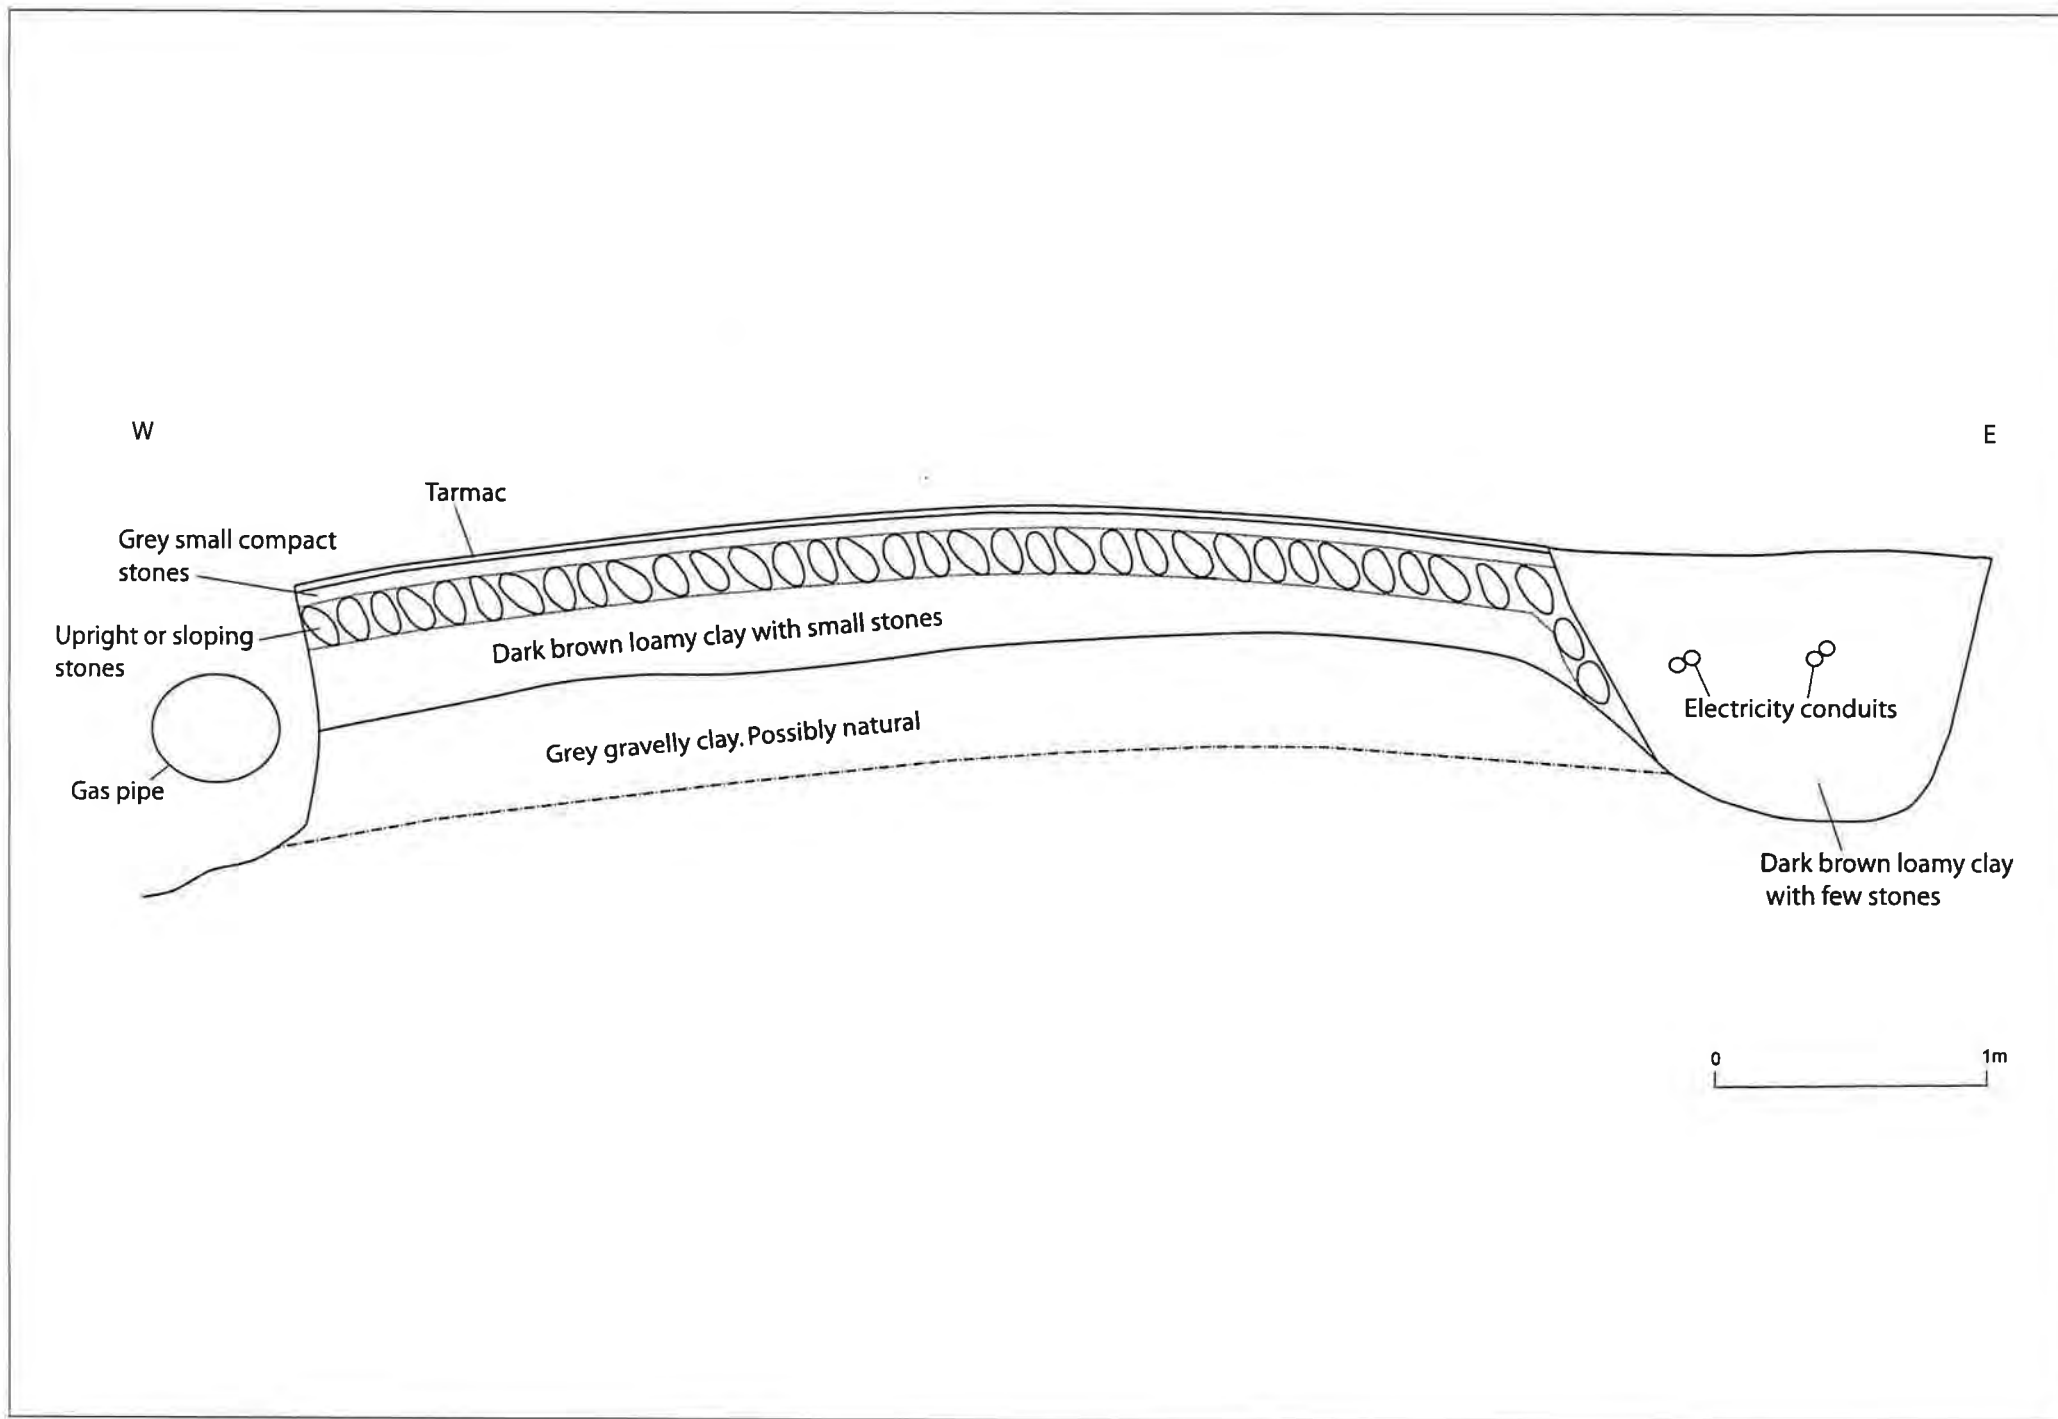 W
E
Tarmac
Grey small compact
stones
Upright or sloping
stones
Dark brown loamy clay with small stones
Grey gravelly clay. Possibly natural
Electricity conduits
Gas pipe
Dark brown loamy clay
with few stones
0
1m